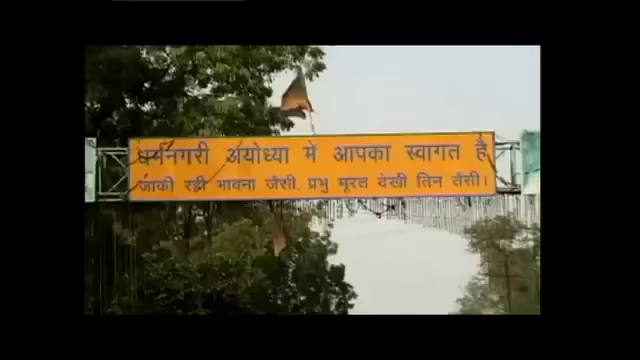 धर्मनगरी अयोध्या मे आपका स्वागत है
जाकी रही भावना जैसी, प्रभु मूरत देखी तिन तैसी।